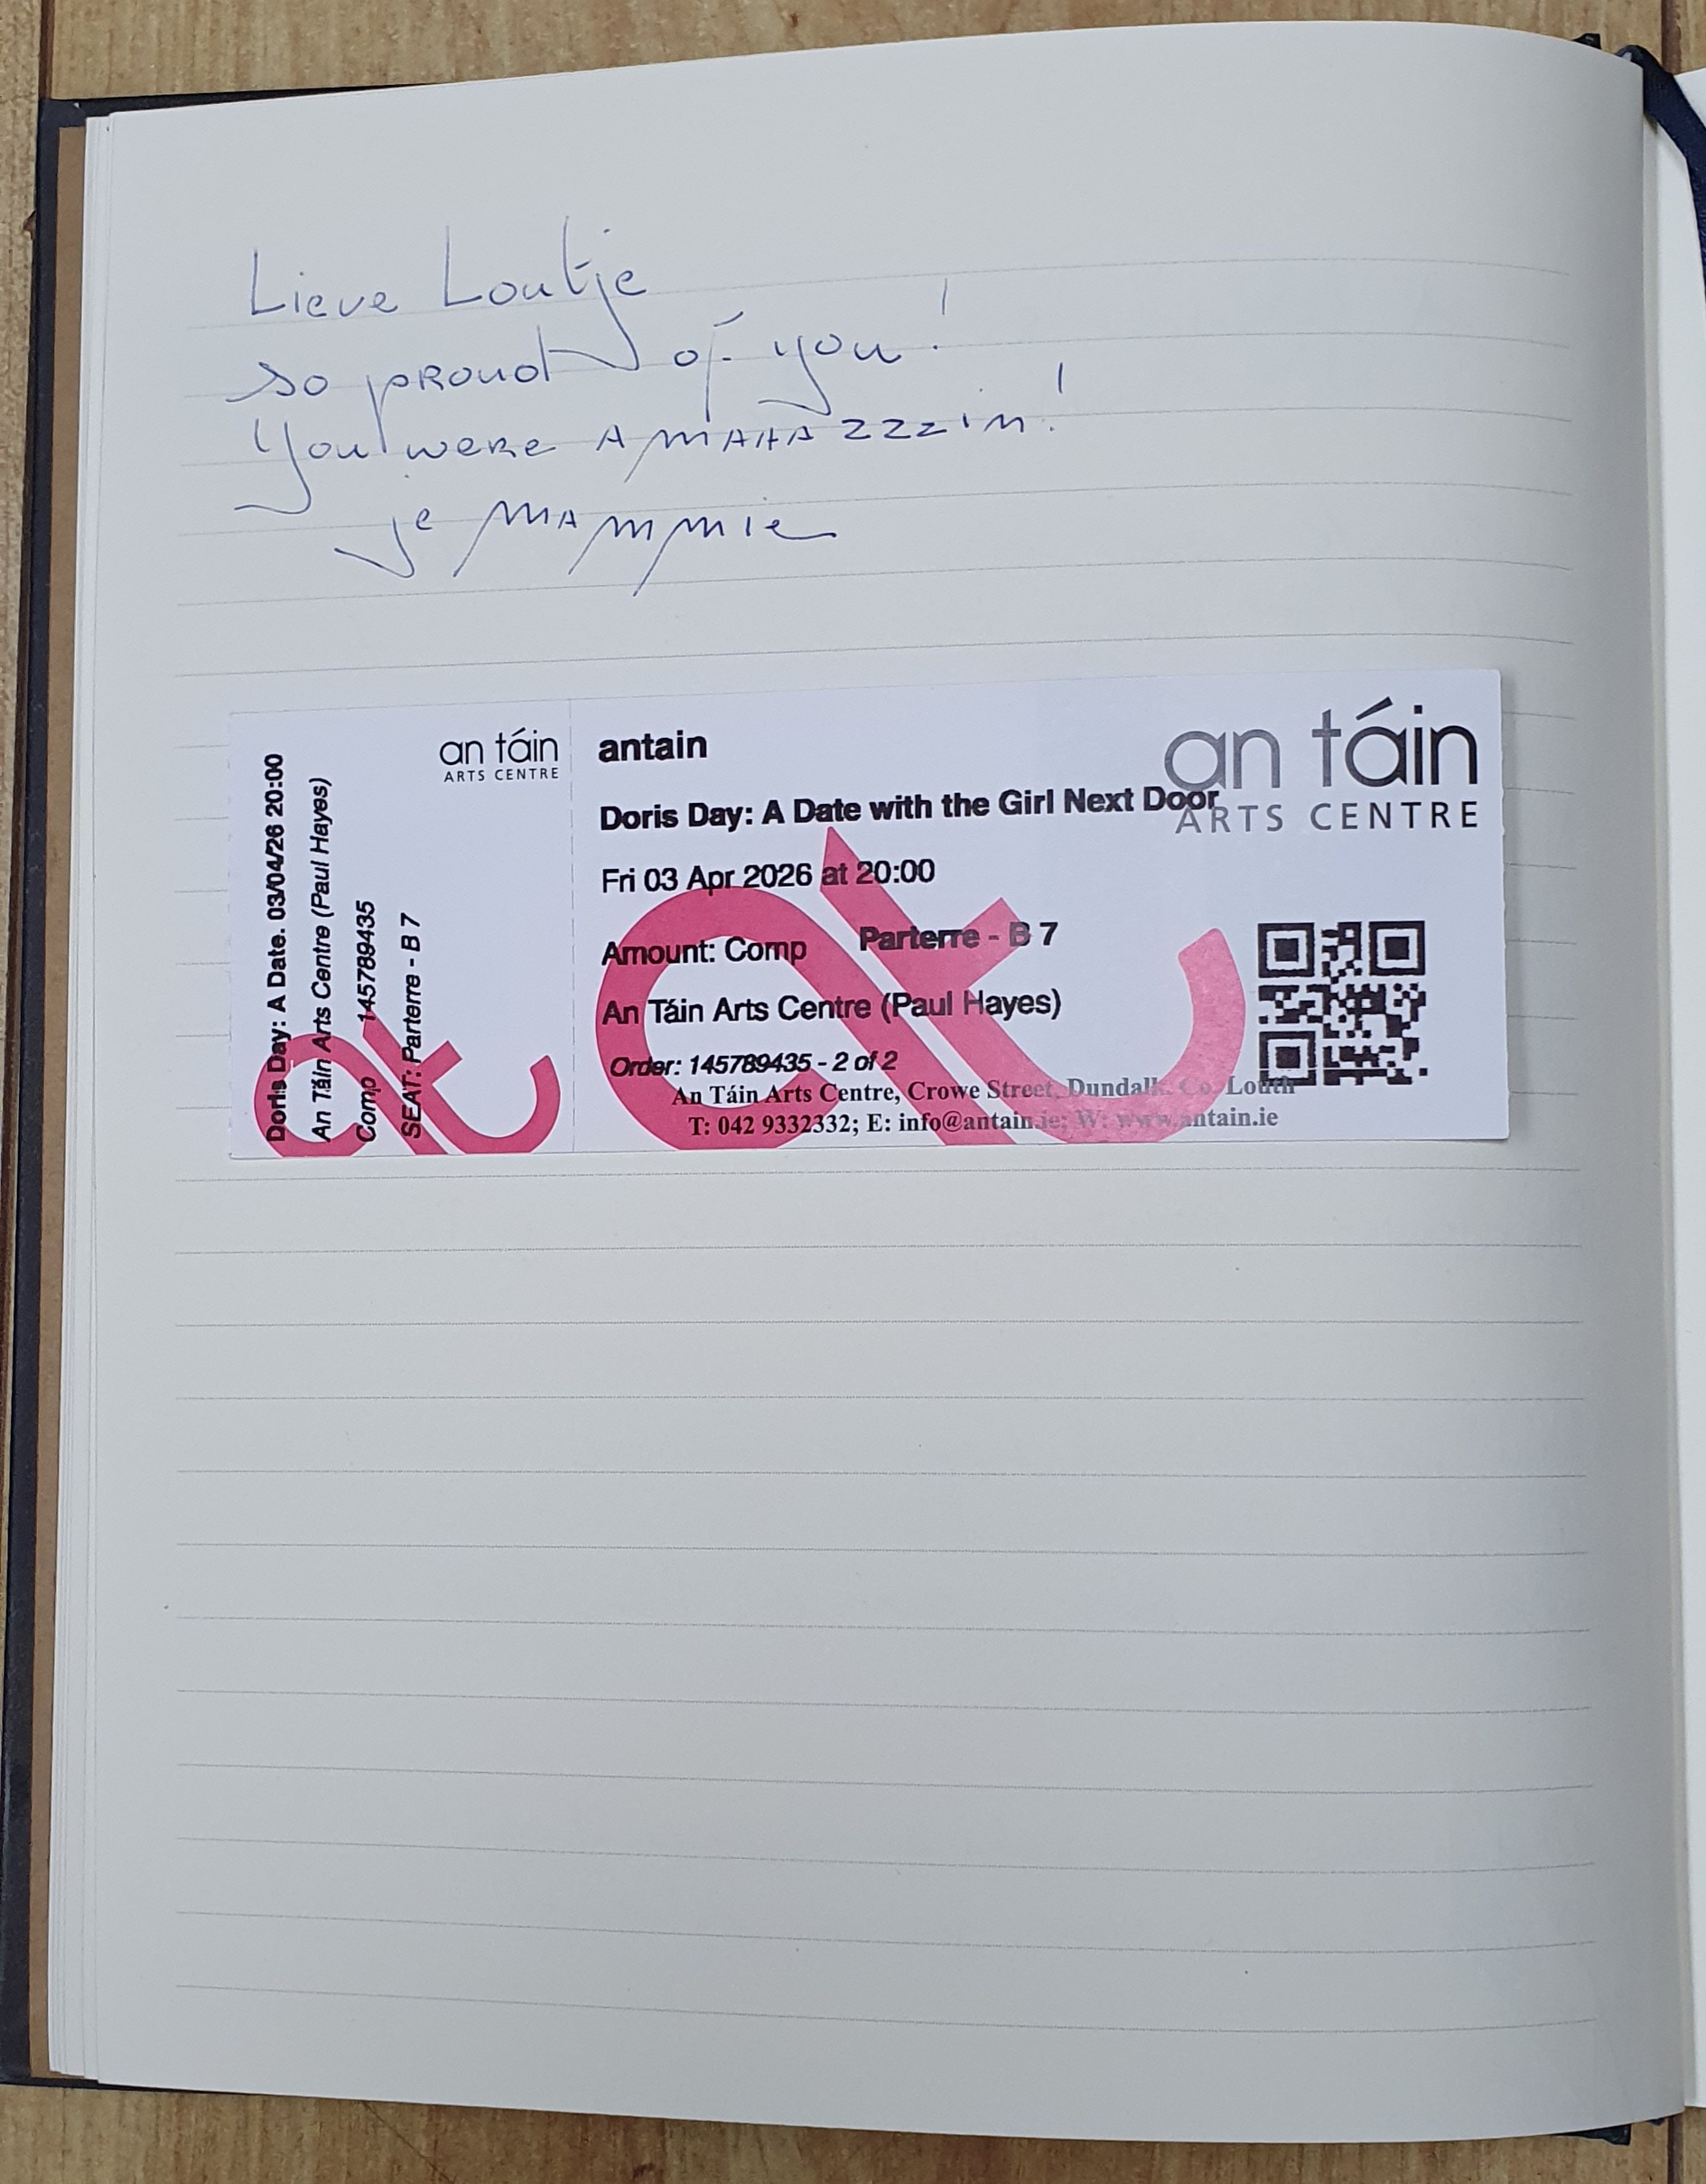 Lieve Loutje
so proud of you!
You were AMAHAzzzin!
je mammie
Doris Day: A Date. 03/04/26 20:00
An Táin Arts Centre (Paul Hayes)
Comp 145789435
SEAT: Parterre - B 7
an táin
ARTS CENTRE
antain
an táin
ARTS CENTRE
Doris Day: A Date with the Girl Next Door
Fri 03 Apr 2026 at 20:00
Amount: Comp Parterre - B 7
An Táin Arts Centre (Paul Hayes)
Order: 145789435 - 2 of 2
An Táin Arts Centre, Crowe Street, Dundalk. Co. Louth
T: 042 9332332; E: info@antain.ie; W: www.antain.ie